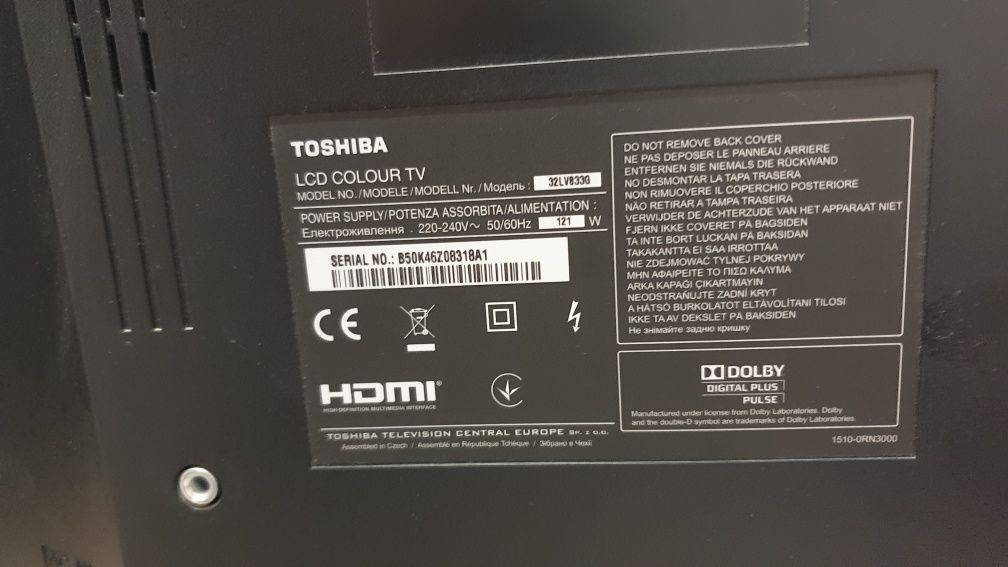 TOSHIBA
LCD COLOUR TV
MODEL NO./MODELE/MODELL Nr./Модель : 32LV833G
POWER SUPPLY/POTENZA ASSORBITA/ALIMENTATION :
Електроживлення . 220-240V~ 50/60Hz 121 W
SERIAL NO.: B50K46Z08318A1
CE
HDMI®
HIGH-DEFINITION MULTIMEDIA INTERFACE
TOSHIBA TELEVISION CENTRAL EUROPE Sp. z o.o.
Assembled in Czech / Assemblé en République Tchèque / Зібрано в Чехії
DO NOT REMOVE BACK COVER
NE PAS DEPOSER LE PANNEAU ARRIERE
ENTFERNEN SIE NIEMALS DIE RÜCKWAND
NO DESMONTAR LA TAPA TRASERA
NON RIMUOVERE IL COPERCHIO POSTERIORE
NÃO RETIRAR A TAMPA TRASEIRA
VERWIJDER DE ACHTERZUDE VAN HET APPARAAT NIET
FJERN IKKE COVERET PÅ BAGSIDEN
TA INTE BORT LUCKAN PÅ BAKSIDAN
TAKAKANTTA EI SAA IRROTTAA
NIE ZDEJMOWAĆ TYLNEJ POKRYWY
ΜΗΝ ΑΦΑΙΡΕΙΤΕ ΤΟ ΠΙΣΩ ΚΑΛΥΜΑ
ARKA KAPAĞI ÇIKARTMAYIN
NEODSTRAŇUJTE ZADNÍ KRYT
A HÁTSÓ BURKOLATOT ELTÁVOLÍTANI TILOSI
IKKE TA AV DEKSLET PÅ BAKSIDEN
Не знімайте задню кришку
DOLBY
DIGITAL PLUS
PULSE
Manufactured under license from Dolby Laboratories. Dolby
and the double-D symbol are trademarks of Dolby Laboratories.
1510-0RN3000